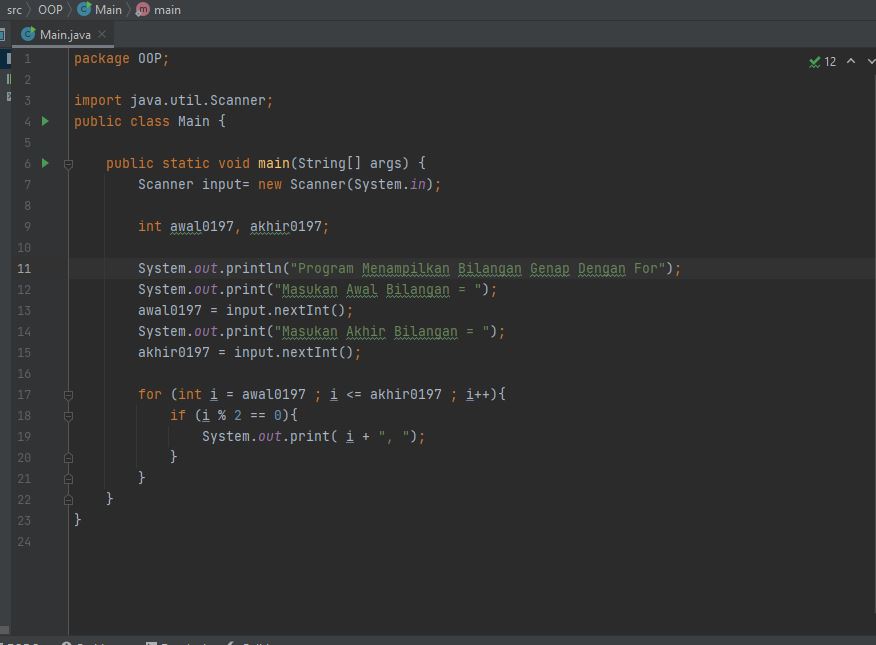 src OOP Main main
Main.java
12
1 package OOP;
2
3 import java.util.Scanner;
4 public class Main {
5
6 public static void main(String[] args) {
7 Scanner input= new Scanner(System.in);
8
9 int awal0197, akhir0197;
10
11 System.out.println("Program Menampilkan Bilangan Genap Dengan For");
12 System.out.print("Masukan Awal Bilangan = ");
13 awal0197 = input.nextInt();
14 System.out.print("Masukan Akhir Bilangan = ");
15 akhir0197 = input.nextInt();
16
17 for (int i = awal0197 ; i <= akhir0197 ; i++){
18 if (i % 2 == 0){
19 System.out.print( i + ", ");
20 }
21 }
22 }
23 }
24